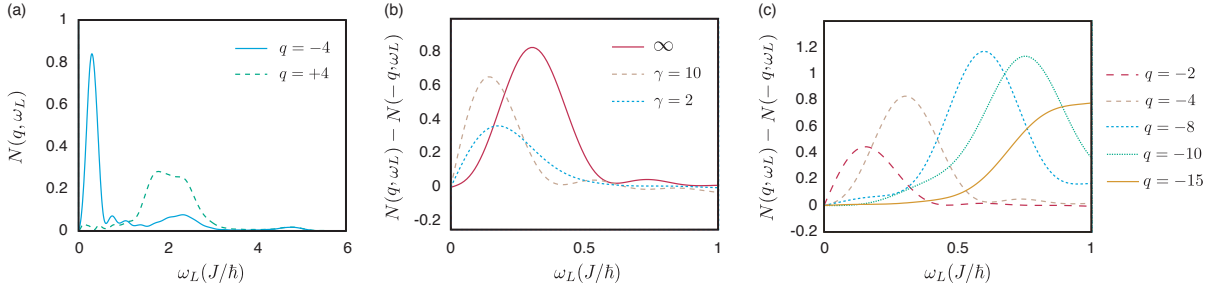 (a)
1
0.8
0.6
0.4
0.2
0
0
2
4
6
N(q, ω_L)
ω_L(J/ħ)
q = −4
q = +4
(b)
0.8
0.6
0.4
0.2
0
-0.2
0
0.5
1
N(q, ω_L) − N(−q, ω_L)
ω_L(J/ħ)
∞
γ = 10
γ = 2
(c)
1.2
1
0.8
0.6
0.4
0.2
0
-0.2
0
0.5
1
N(q, ω_L) − N(−q, ω_L)
ω_L(J/ħ)
q = −2
q = −4
q = −8
q = −10
q = −15